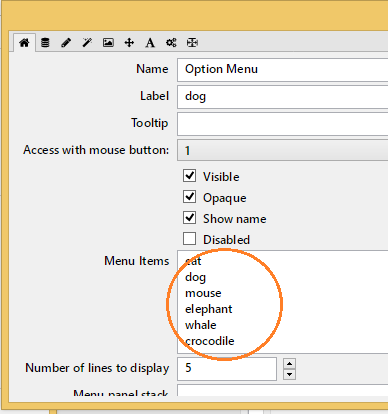 Name Option Menu
Label dog
Tooltip
Access with mouse button: 1
Visible
Opaque
Show name
Disabled
Menu Items cat
dog
mouse
elephant
whale
crocodile
Number of lines to display 5
Menu panel stack